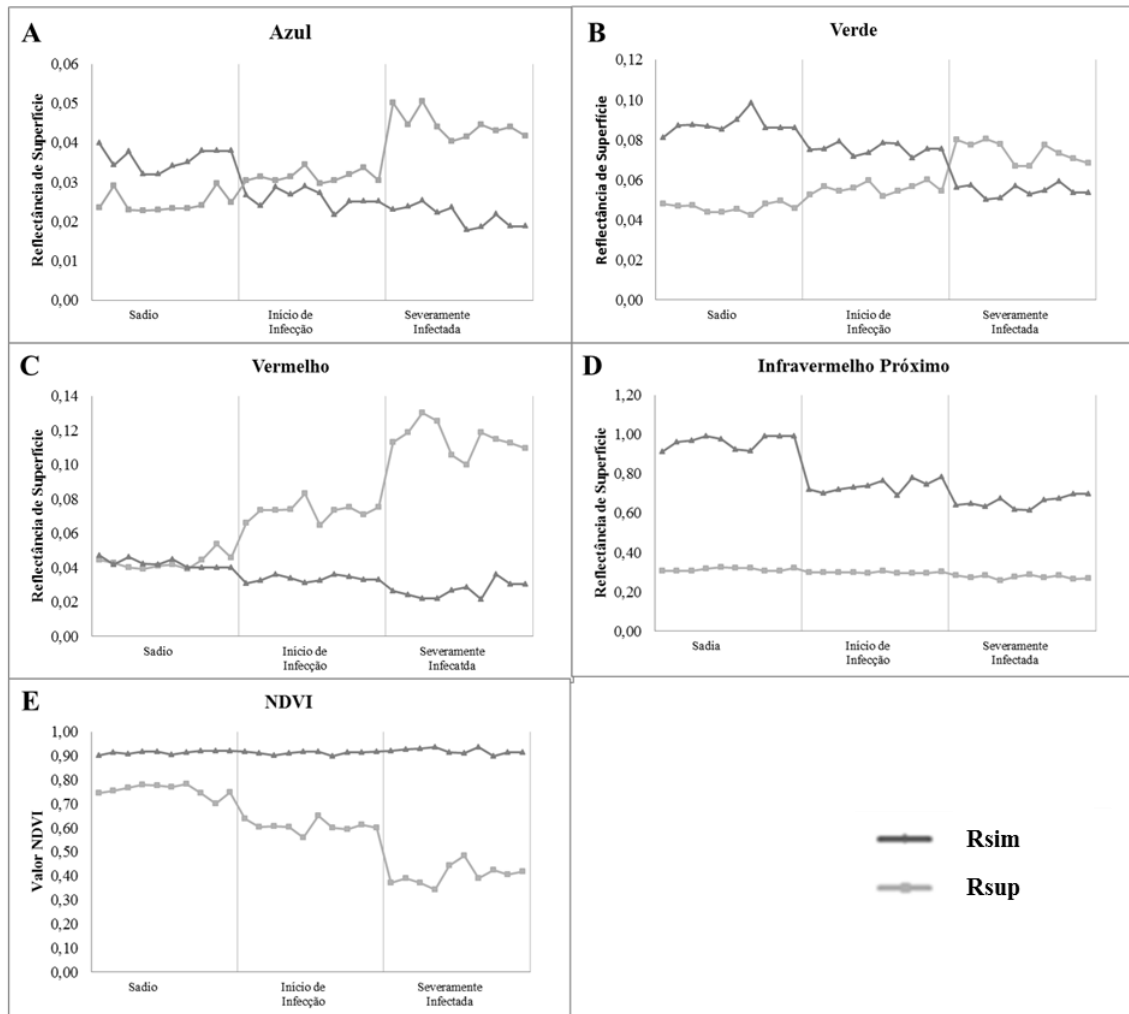 A
Azul
Reflectância de Superfície
0,06
0,05
0,04
0,03
0,02
0,01
0,00
Sadio
Início de
Infecção
Severamente
Infectada
B
Verde
Reflectância de Superfície
0,12
0,10
0,08
0,06
0,04
0,02
0,00
Sadio
Início de
Infecção
Severamente
Infectada
C
Vermelho
Reflectância de Superfície
0,14
0,12
0,10
0,08
0,06
0,04
0,02
0,00
Sadio
Início de
Infecção
Severamente
Infecatda
D
Infravermelho Próximo
Reflectância de Superfície
1,20
1,00
0,80
0,60
0,40
0,20
0,00
Sadia
Início de
Infecção
Severamente
Infectada
E
NDVI
Valor NDVI
1,00
0,90
0,80
0,70
0,60
0,50
0,40
0,30
0,20
0,10
0,00
Sadio
Início de
Infecção
Severamente
Infectada
Rsim
Rsup